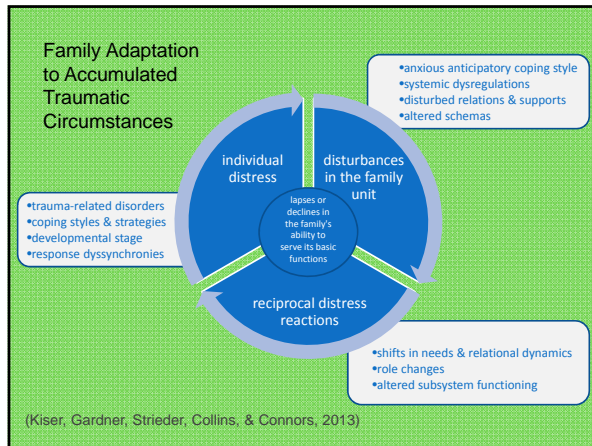 Family Adaptation
to Accumulated
Traumatic
Circumstances
•anxious anticipatory coping style
•systemic dysregulations
•disturbed relations & supports
•altered schemas
individual
distress
disturbances
in the family
unit
lapses or
declines in
the family's
ability to
serve its basic
functions
•trauma-related disorders
•coping styles & strategies
•developmental stage
•response dyssynchronies
reciprocal distress
reactions
•shifts in needs & relational dynamics
•role changes
•altered subsystem functioning
(Kiser, Gardner, Strieder, Collins, & Connors, 2013)